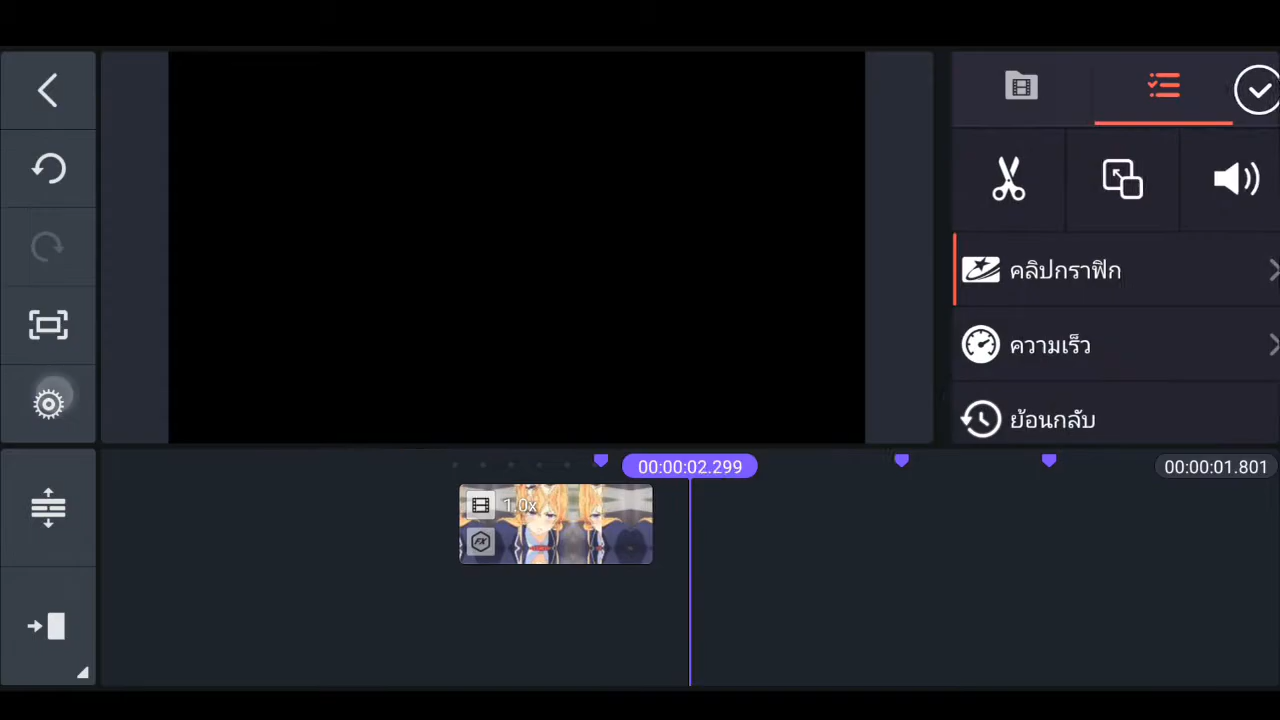 คลิปกราฟิก
ความเร็ว
ย้อนกลับ
00:00:02.299
00:00:01.801
1.0x
FX